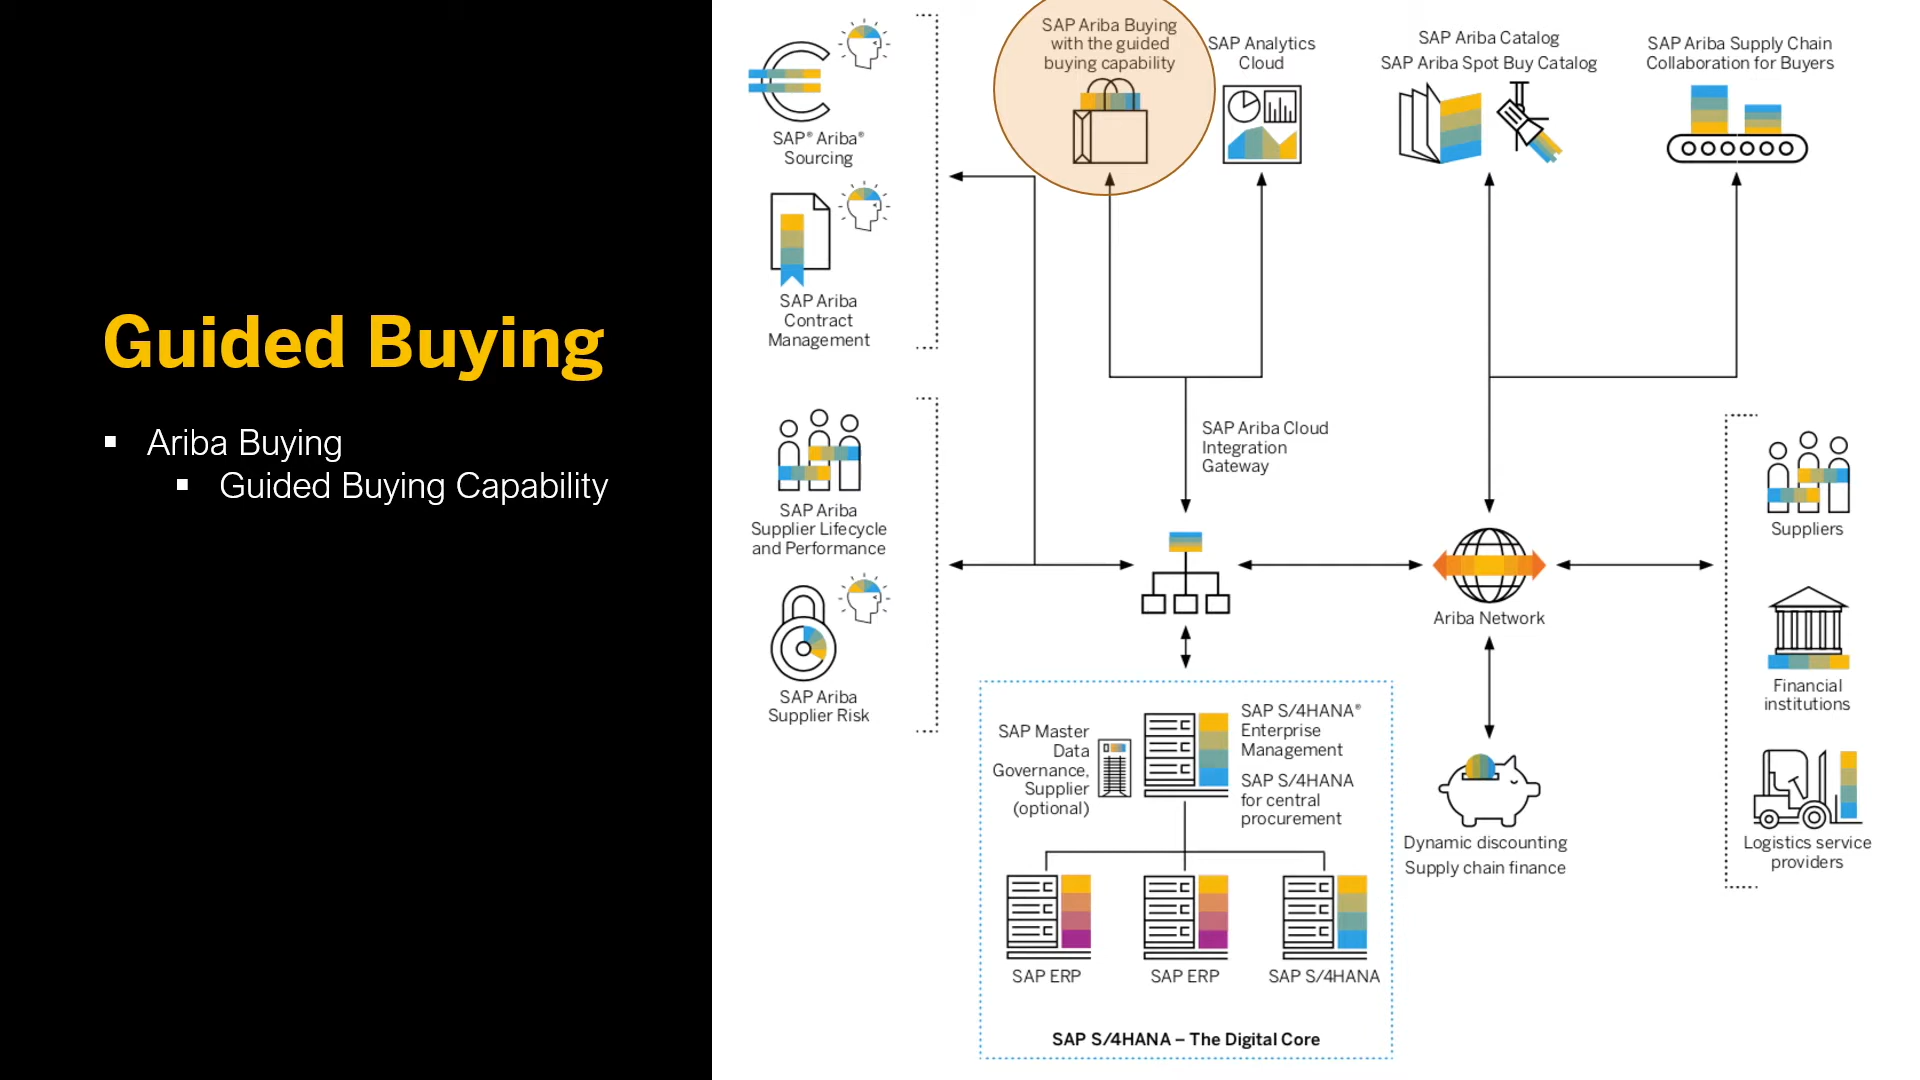 Guided Buying
▪ Ariba Buying
▪ Guided Buying Capability
SAP® Ariba®
Sourcing
SAP Ariba
Contract
Management
SAP Ariba
Supplier Lifecycle
and Performance
SAP Ariba
Supplier Risk
SAP Ariba Buying
with the guided
buying capability
SAP Analytics
Cloud
SAP Ariba Catalog
SAP Ariba Spot Buy Catalog
SAP Ariba Supply Chain
Collaboration for Buyers
SAP Ariba Cloud
Integration
Gateway
Ariba Network
Suppliers
Financial
institutions
Logistics service
providers
Dynamic discounting
Supply chain finance
SAP Master
Data
Governance,
Supplier
(optional)
SAP S/4HANA®
Enterprise
Management
SAP S/4HANA
for central
procurement
SAP ERP
SAP ERP
SAP S/4HANA
SAP S/4HANA – The Digital Core